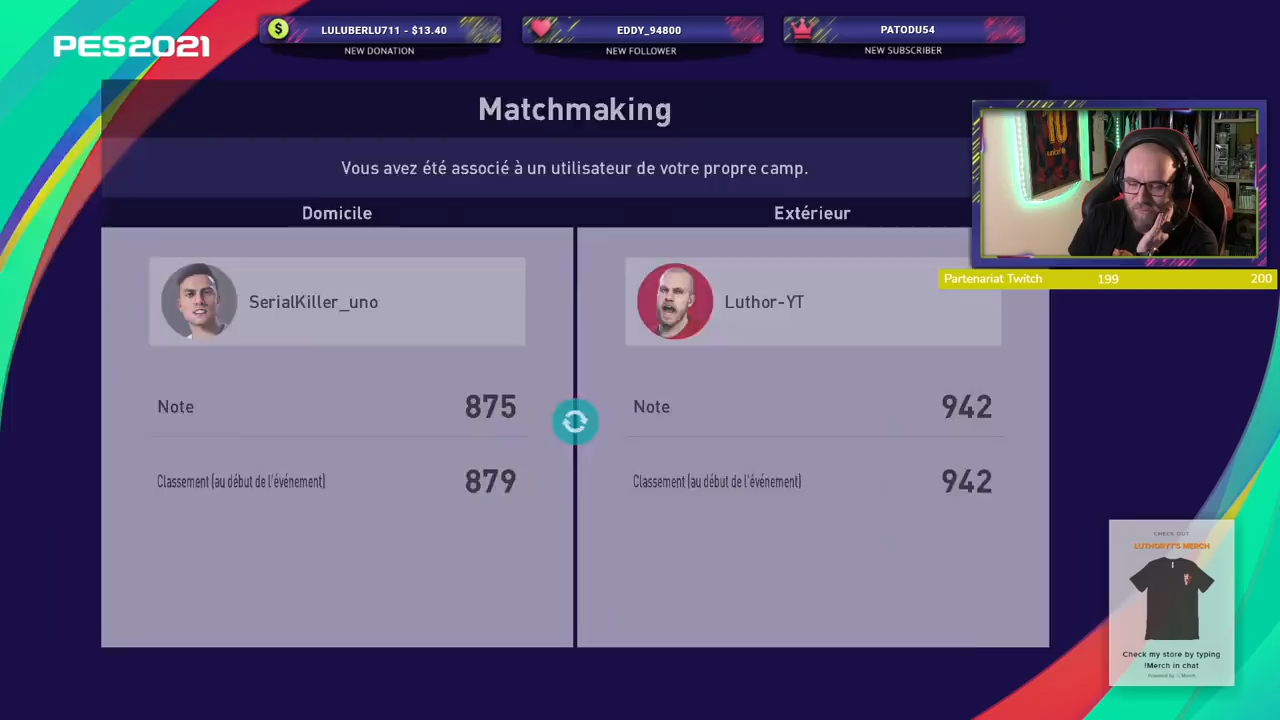 PES2021
LULUBERLU711 - $13.40
NEW DONATION
EDDY_94800
NEW FOLLOWER
PATODU54
NEW SUBSCRIBER
Matchmaking
Vous avez été associé à un utilisateur de votre propre camp.
Domicile
Extérieur
Partenariat Twitch 199 200
SerialKiller_uno
Luthor-YT
Note 875
Note 942
Classement (au début de l'événement) 879
Classement (au début de l'événement) 942
CHECK OUT
LUTHORYT'S MERCH
Check my store by typing
!Merch in chat